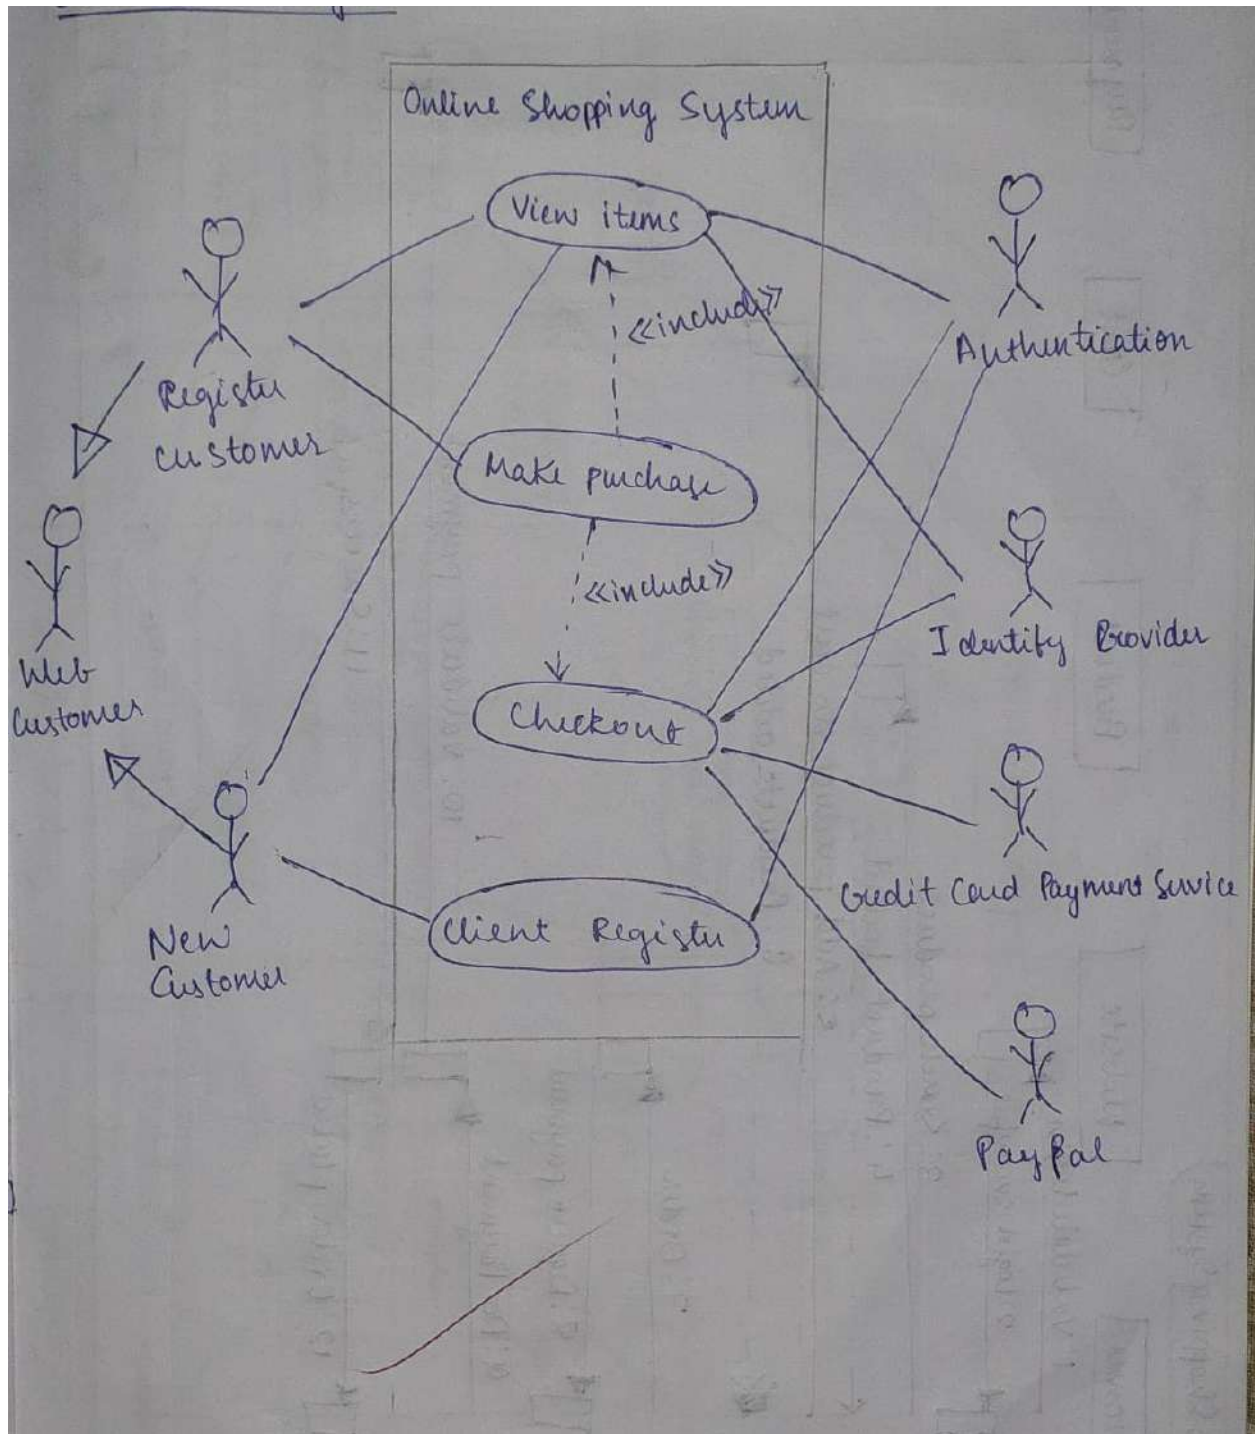 Online Shopping System
View items
<<include>>
Authentication
Register
customer
Make purchase
<<include>>
Identity Provider
Web
Customer
Checkout
Credit Card Payment Service
New
Customer
Client Register
PayPal